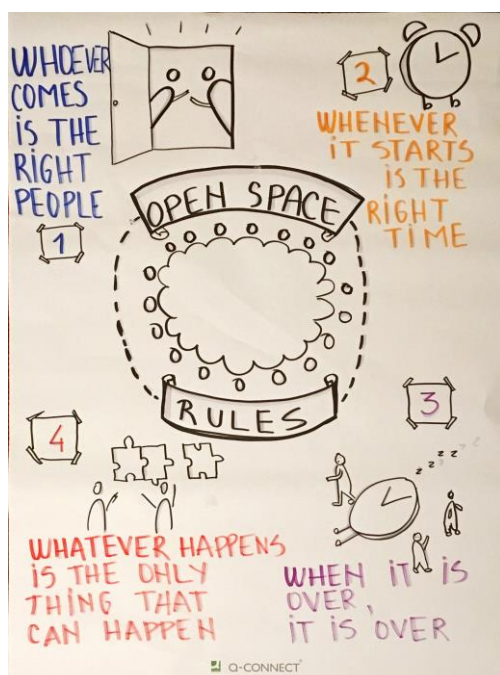 WHOEVER
COMES
IS THE
RIGHT
PEOPLE
1
2
WHENEVER
IT STARTS
IS THE
RIGHT
TIME
OPEN SPACE
RULES
3
z z z z z
WHEN IT IS
OVER,
IT IS OVER
4
WHATEVER HAPPENS
IS THE ONLY
THING THAT
CAN HAPPEN
Q-CONNECT